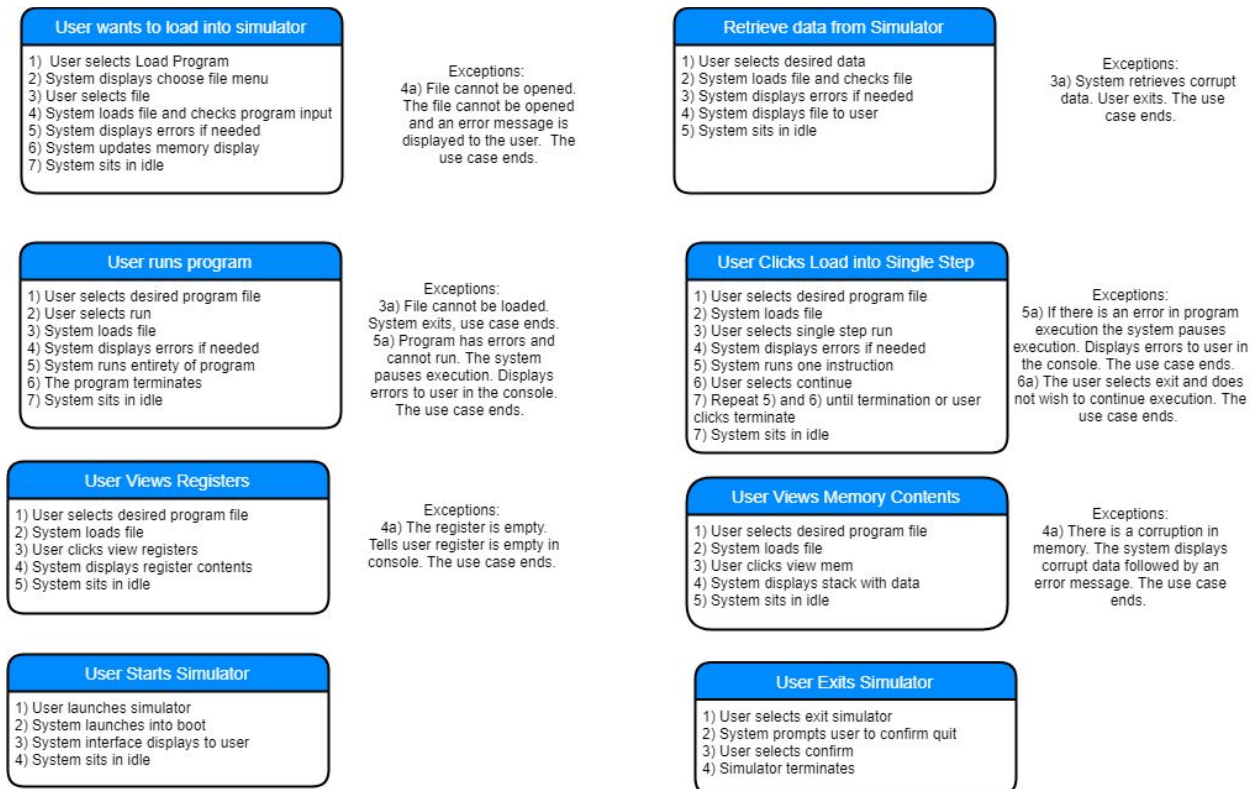 User wants to load into simulator
1) User selects Load Program
2) System displays choose file menu
3) User selects file
4) System loads file and checks program input
5) System displays errors if needed
6) System updates memory display
7) System sits in idle
Exceptions:
4a) File cannot be opened.
The file cannot be opened
and an error message is
displayed to the user. The
use case ends.
Retrieve data from Simulator
1) User selects desired data
2) System loads file and checks file
3) System displays errors if needed
4) System displays file to user
5) System sits in idle
Exceptions:
3a) System retrieves corrupt
data. User exits. The use
case ends.
User runs program
1) User selects desired program file
2) User selects run
3) System loads file
4) System displays errors if needed
5) System runs entirety of program
6) The program terminates
7) System sits in idle
Exceptions:
3a) File cannot be loaded.
System exits, use case ends.
5a) Program has errors and
cannot run. The system
pauses execution. Displays
errors to user in the console.
The use case ends.
User Clicks Load into Single Step
1) User selects desired program file
2) System loads file
3) User selects single step run
4) System displays errors if needed
5) System runs one instruction
6) User selects continue
7) Repeat 5) and 6) until termination or user
clicks terminate
7) System sits in idle
Exceptions:
5a) If there is an error in program
execution the system pauses
execution. Displays errors to user in
the console. The use case ends.
6a) The user selects exit and does
not wish to continue execution. The
use case ends.
User Views Registers
1) User selects desired program file
2) System loads file
3) User clicks view registers
4) System displays register contents
5) System sits in idle
Exceptions:
4a) The register is empty.
Tells user register is empty in
console. The use case ends.
User Views Memory Contents
1) User selects desired program file
2) System loads file
3) User clicks view mem
4) System displays stack with data
5) System sits in idle
Exceptions:
4a) There is a corruption in
memory. The system displays
corrupt data followed by an
error message. The use case
ends.
User Starts Simulator
1) User launches simulator
2) System launches into boot
3) System interface displays to user
4) System sits in idle
User Exits Simulator
1) User selects exit simulator
2) System prompts user to confirm quit
3) User selects confirm
4) Simulator terminates